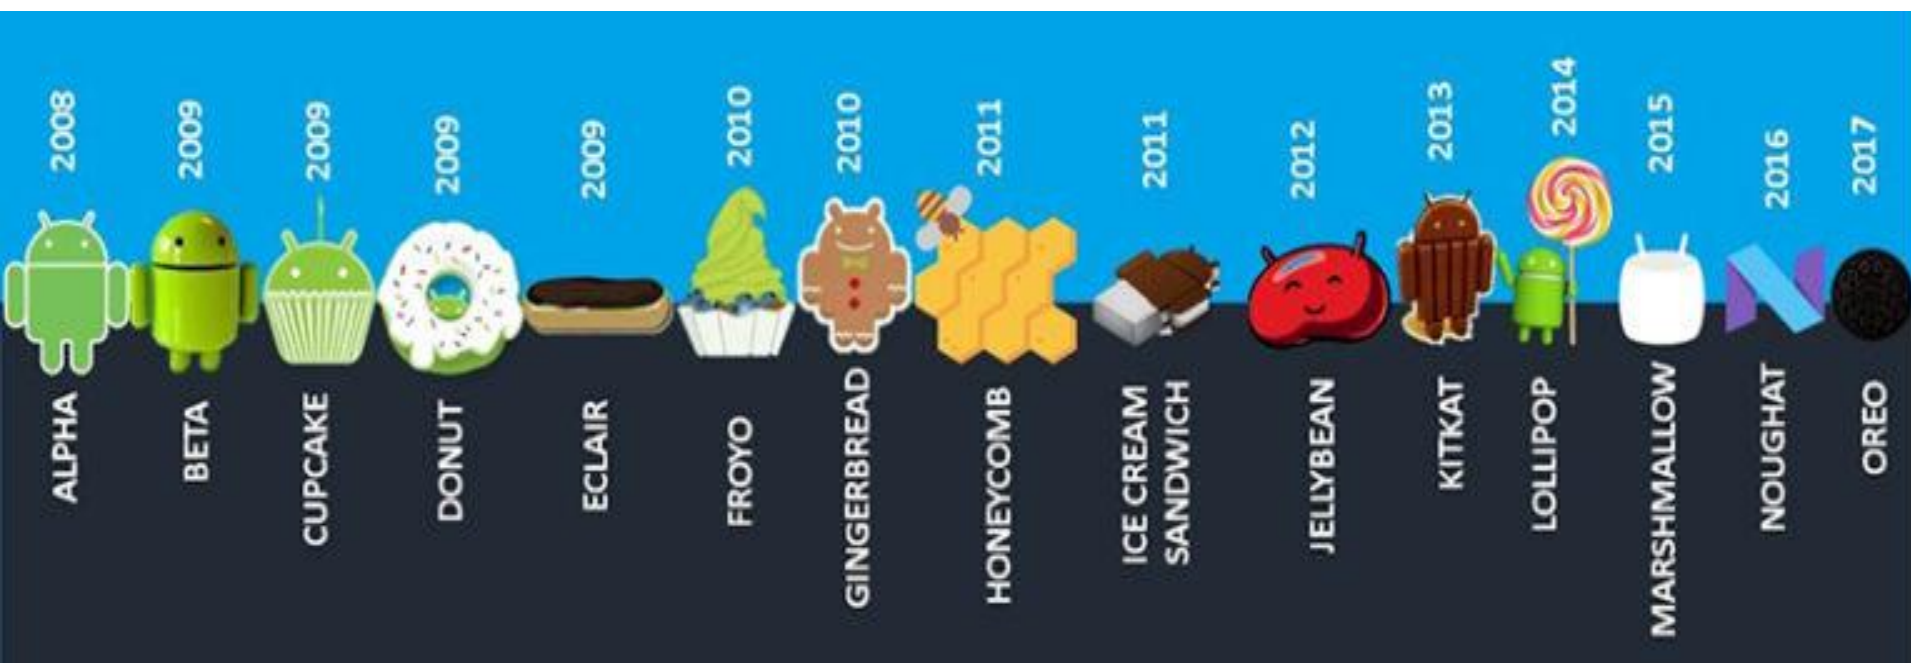 2008
2009
2009
2009
2009
2010
2010
2011
2011
2012
2013
2014
2015
2016
2017
ALPHA
BETA
CUPCAKE
DONUT
ECLAIR
FROYO
GINGERBREAD
HONEYCOMB
ICE CREAM
SANDWICH
JELLYBEAN
KITKAT
LOLLIPOP
MARSHMALLOW
NOUGHAT
OREO